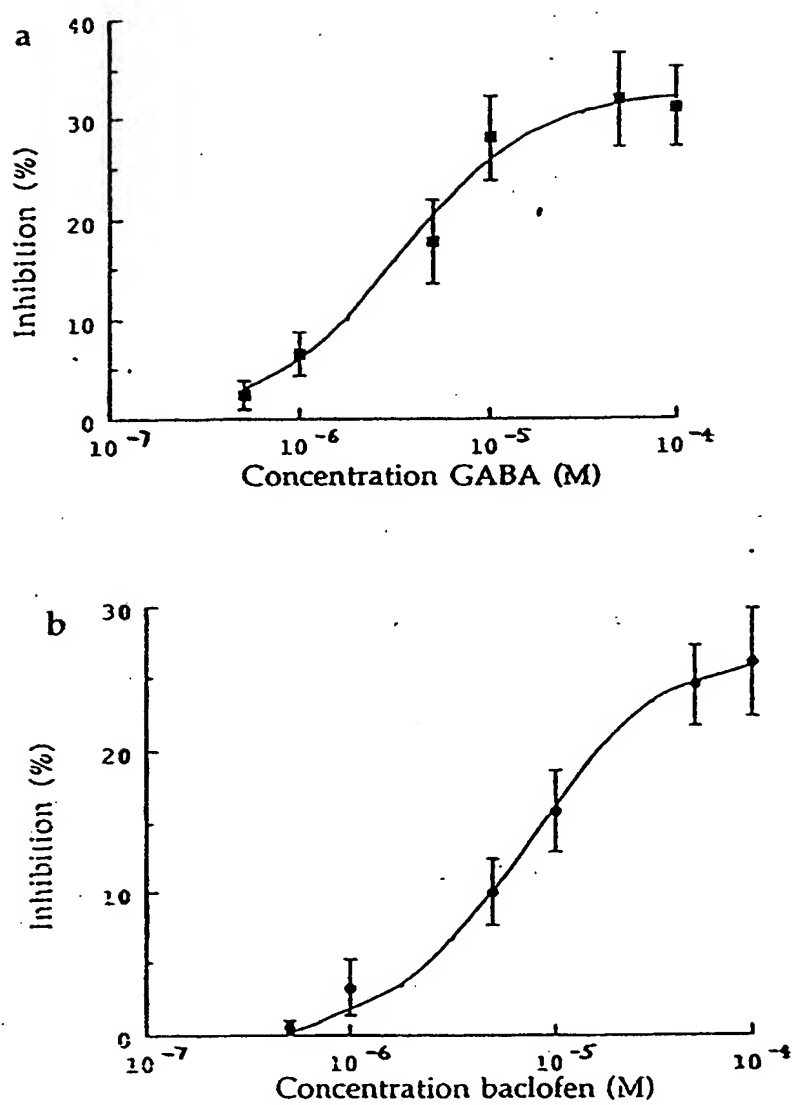 a
40
30
20
10
0
Inhibition (%)
10⁻⁷ 10⁻⁶ 10⁻⁵ 10⁻⁴
Concentration GABA (M)
b
30
20
10
0
Inhibition (%)
10⁻⁷ 10⁻⁶ 10⁻⁵ 10⁻⁴
Concentration baclofen (M)